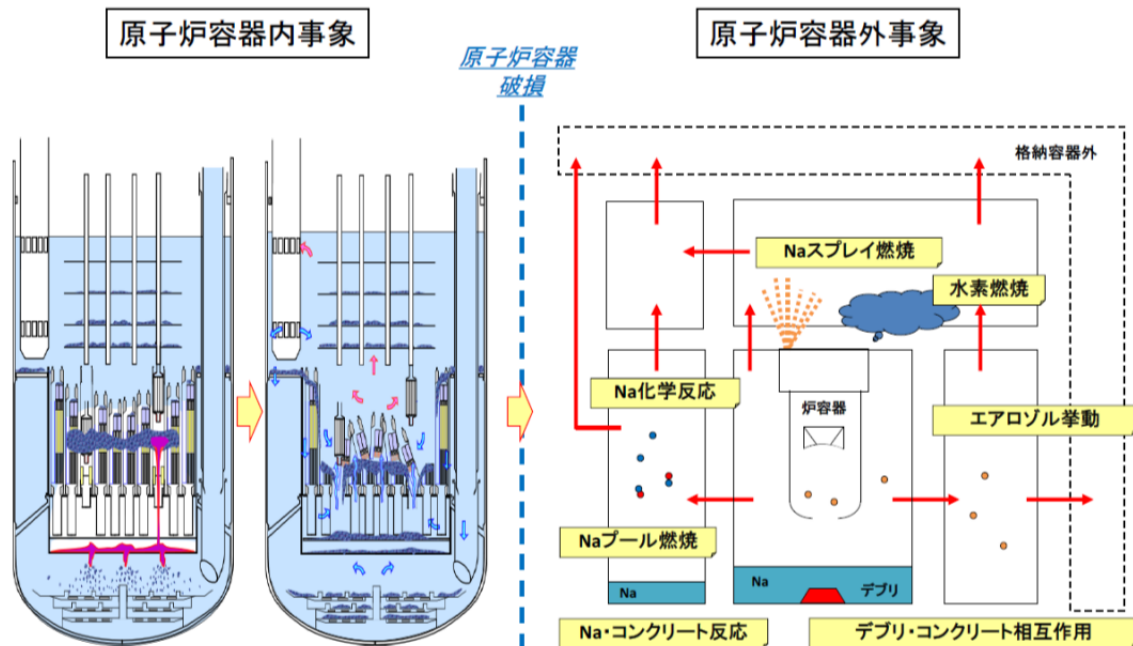 原子炉容器内事象
原子炉容器
破損
原子炉容器外事象
格納容器外
Naスプレイ燃焼
水素燃焼
Na化学反応
炉容器
エアロゾル挙動
Naプール燃焼
Na
Na
デブリ
Na・コンクリート反応
デブリ・コンクリート相互作用